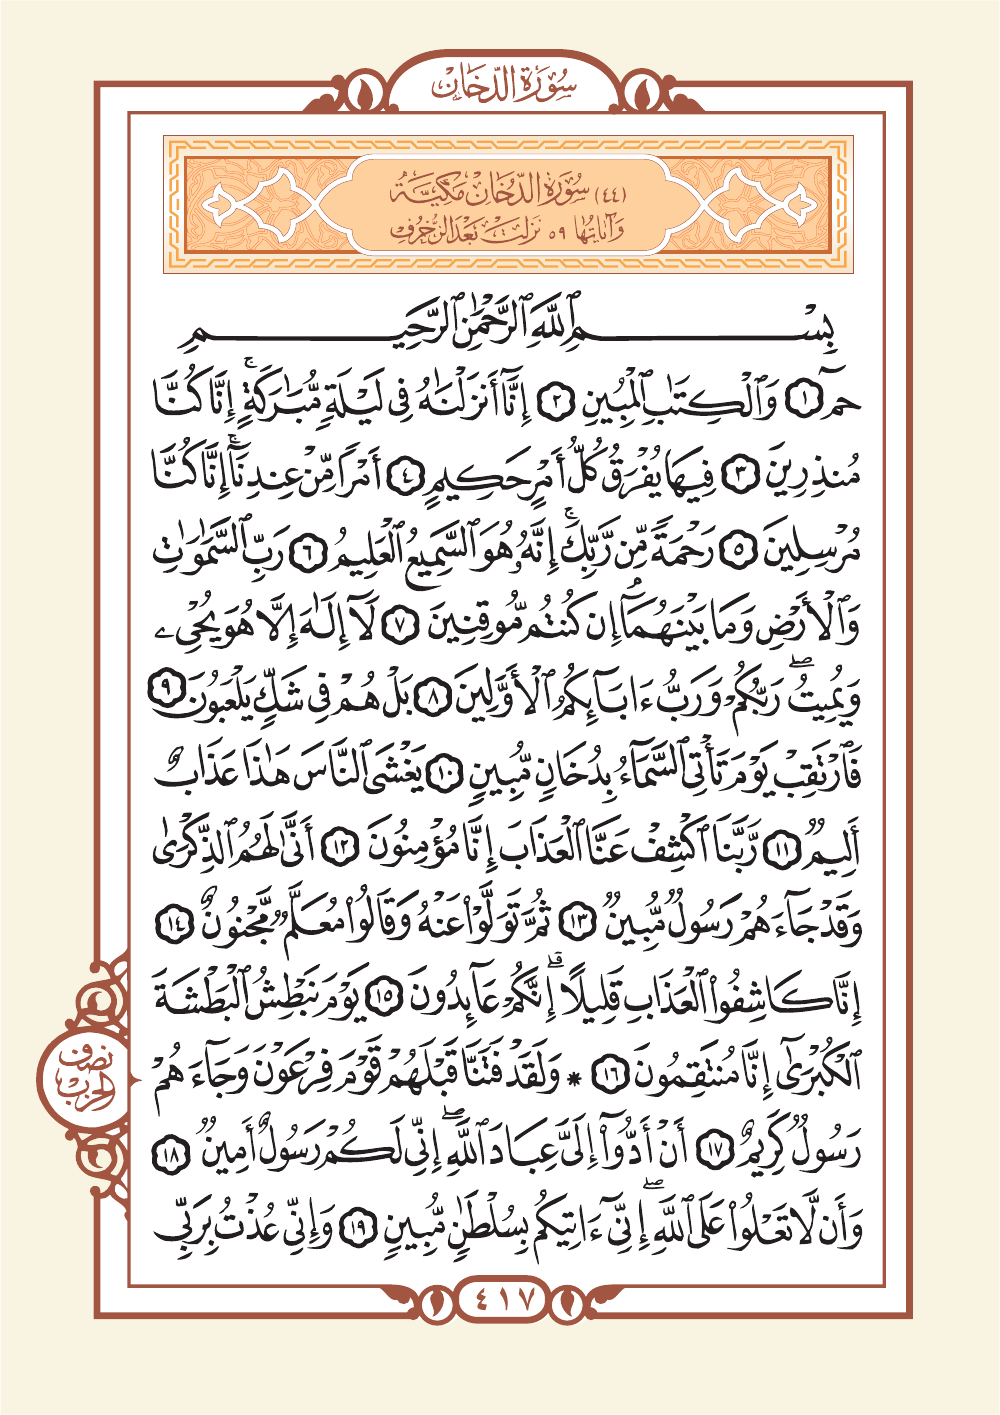 سُورَةُ الدُّخَانِ
(٤٤) سُورَةُ الدُّخَانِ مَكِّيَّةٌ
وَآيَاتُهَا ٥٩ نَزَلَتْ بَعْدَ الزُّخْرُفِ
بِسْمِ ٱللَّهِ ٱلرَّحْمَٰنِ ٱلرَّحِيمِ
حمٓ ١ وَٱلْكِتَٰبِ ٱلْمُبِينِ ٢ إِنَّآ أَنزَلْنَٰهُ فِى لَيْلَةٍ مُّبَٰرَكَةٍ ۚ إِنَّا كُنَّا
مُنذِرِينَ ٣ فِيهَا يُفْرَقُ كُلُّ أَمْرٍ حَكِيمٍ ٤ أَمْرًا مِّنْ عِندِنَآ ۚ إِنَّا كُنَّا
مُرْسِلِينَ ٥ رَحْمَةً مِّن رَّبِّكَ ۚ إِنَّهُۥ هُوَ ٱلسَّمِيعُ ٱلْعَلِيمُ ٦ رَبِّ ٱلسَّمَٰوَٰتِ
وَٱلْأَرْضِ وَمَا بَيْنَهُمَآ ۖ إِن كُنتُم مُّوقِنِينَ ٧ لَآ إِلَٰهَ إِلَّا هُوَ يُحْىِۦ
وَيُمِيتُ ۖ رَبُّكُمْ وَرَبُّ ءَابَآئِكُمُ ٱلْأَوَّلِينَ ٨ بَلْ هُمْ فِى شَكٍّ يَلْعَبُونَ ٩
فَٱرْتَقِبْ يَوْمَ تَأْتِى ٱلسَّمَآءُ بِدُخَانٍ مُّبِينٍ ١٠ يَغْشَى ٱلنَّاسَ هَٰذَا عَذَابٌ
أَلِيمٌ ١١ رَّبَّنَا ٱكْشِفْ عَنَّا ٱلْعَذَابَ إِنَّا مُؤْمِنُونَ ١٢ أَنَّىٰ لَهُمُ ٱلذِّكْرَىٰ
وَقَدْ جَآءَهُمْ رَسُولٌ مُّبِينٌ ١٣ ثُمَّ تَوَلَّوْا۟ عَنْهُ وَقَالُوا۟ مُعَلَّمٌ مَّجْنُونٌ ١٤
إِنَّا كَاشِفُوا۟ ٱلْعَذَابِ قَلِيلًا ۚ إِنَّكُمْ عَآئِدُونَ ١٥ يَوْمَ نَبْطِشُ ٱلْبَطْشَةَ
ٱلْكُبْرَىٰٓ إِنَّا مُنتَقِمُونَ ١٦ * وَلَقَدْ فَتَنَّا قَبْلَهُمْ قَوْمَ فِرْعَوْنَ وَجَآءَهُمْ
رَسُولٌ كَرِيمٌ ١٧ أَنْ أَدُّوٓا۟ إِلَىَّ عِبَادَ ٱللَّهِ ۖ إِنِّى لَكُمْ رَسُولٌ أَمِينٌ ١٨
وَأَن لَّا تَعْلُوا۟ عَلَى ٱللَّهِ ۖ إِنِّىٓ ءَاتِيكُم بِسُلْطَٰنٍ مُّبِينٍ ١٩ وَإِنِّى عُذْتُ بِرَبِّى
نصف
الحزب
٤١٧